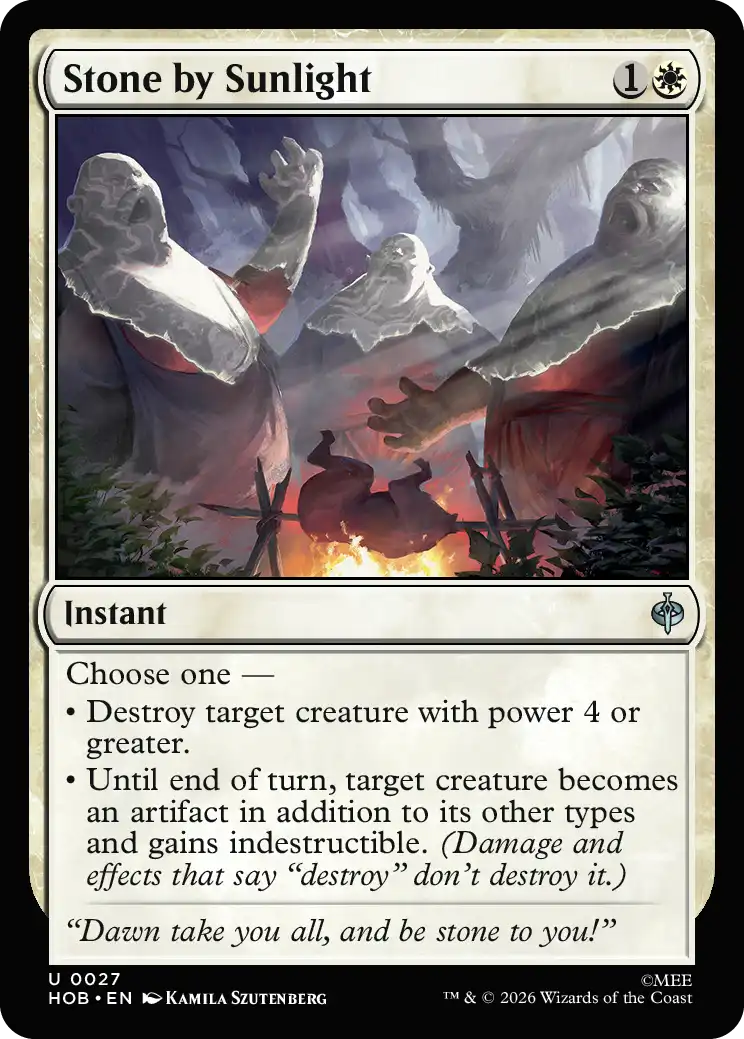 Stone by Sunlight 1
Instant
Choose one —
• Destroy target creature with power 4 or
greater.
• Until end of turn, target creature becomes
an artifact in addition to its other types
and gains indestructible. (Damage and
effects that say “destroy” don’t destroy it.)
“Dawn take you all, and be stone to you!”
U 0027 ©MEE
HOB • EN Kamila Szutenberg ™ & © 2026 Wizards of the Coast